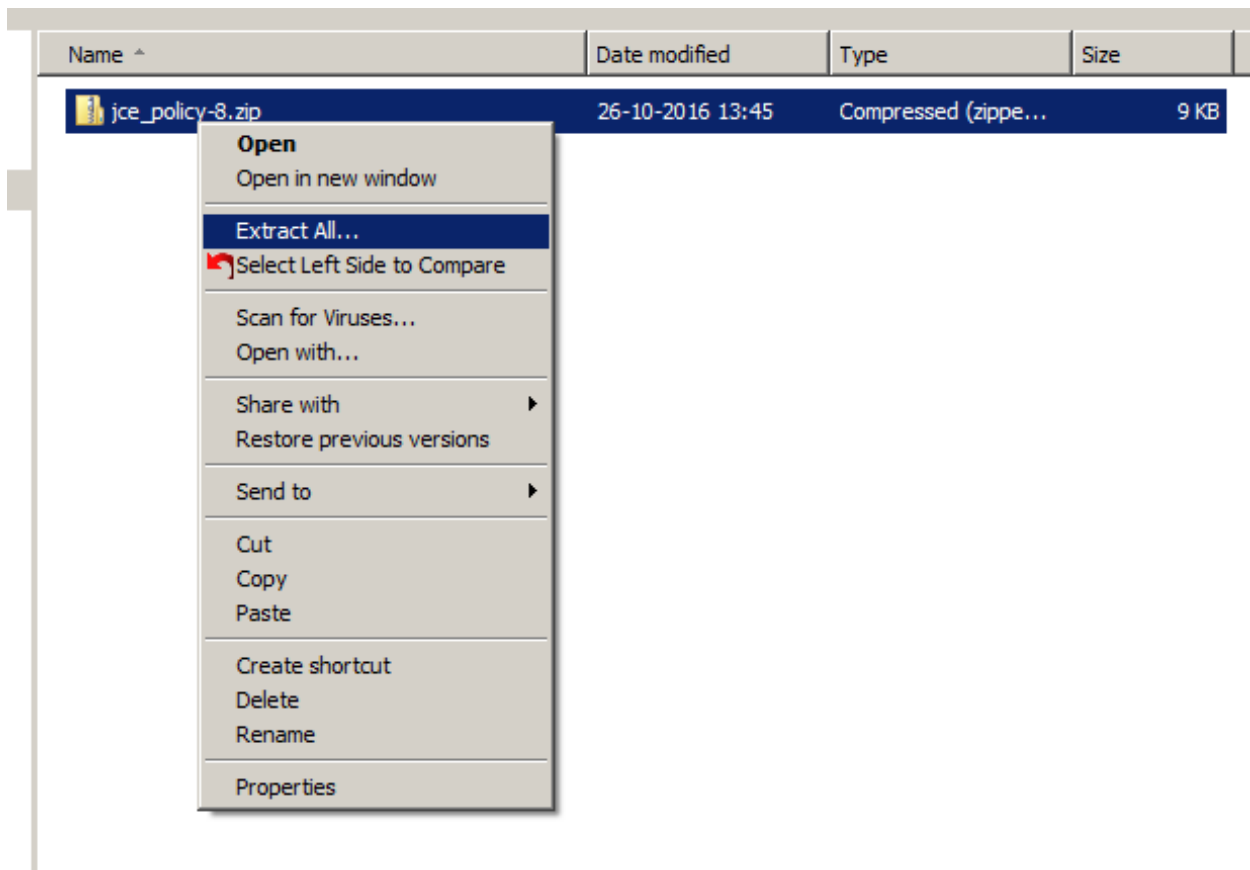 Name Date modified Type Size
jce_policy-8.zip 26-10-2016 13:45 Compressed (zippe... 9 KB
Open
Open in new window
Extract All...
Select Left Side to Compare
Scan for Viruses...
Open with...
Share with
Restore previous versions
Send to
Cut
Copy
Paste
Create shortcut
Delete
Rename
Properties